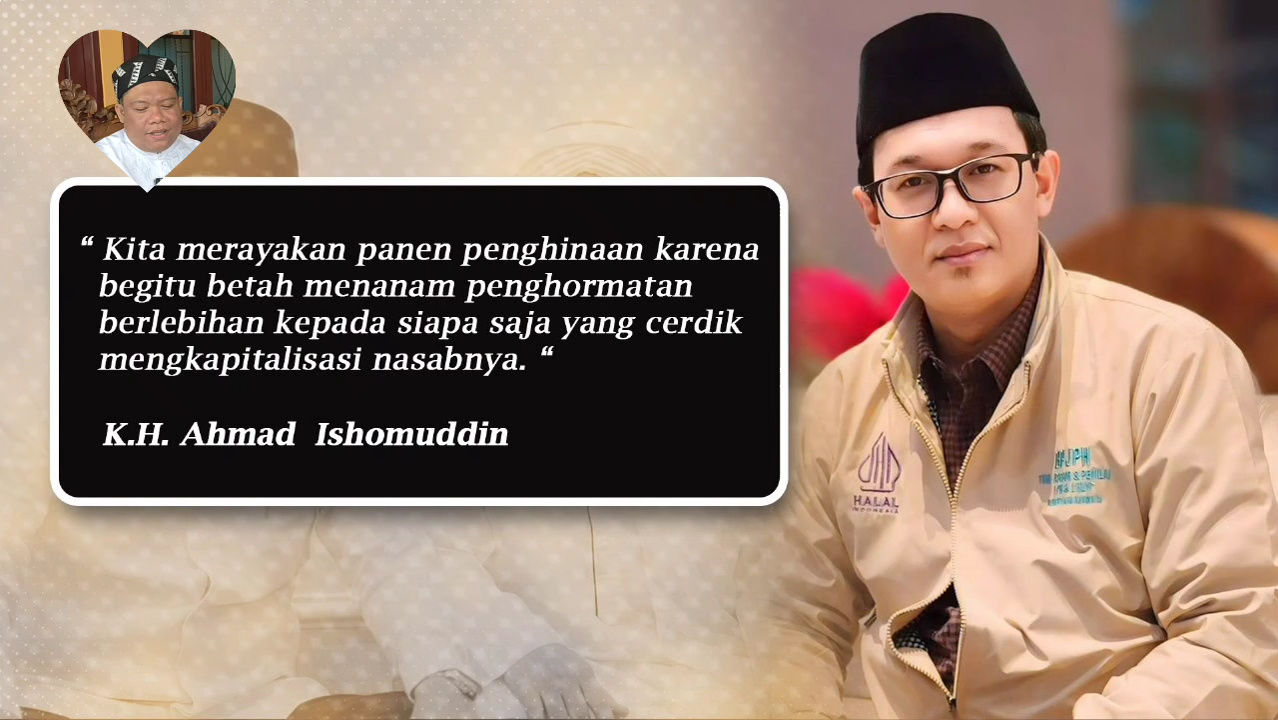 “ Kita merayakan panen penghinaan karena
begitu betah menanam penghormatan
berlebihan kepada siapa saja yang cerdik
mengkapitalisasi nasabnya. “
K.H. Ahmad Ishomuddin
HALAL
INDONESIA